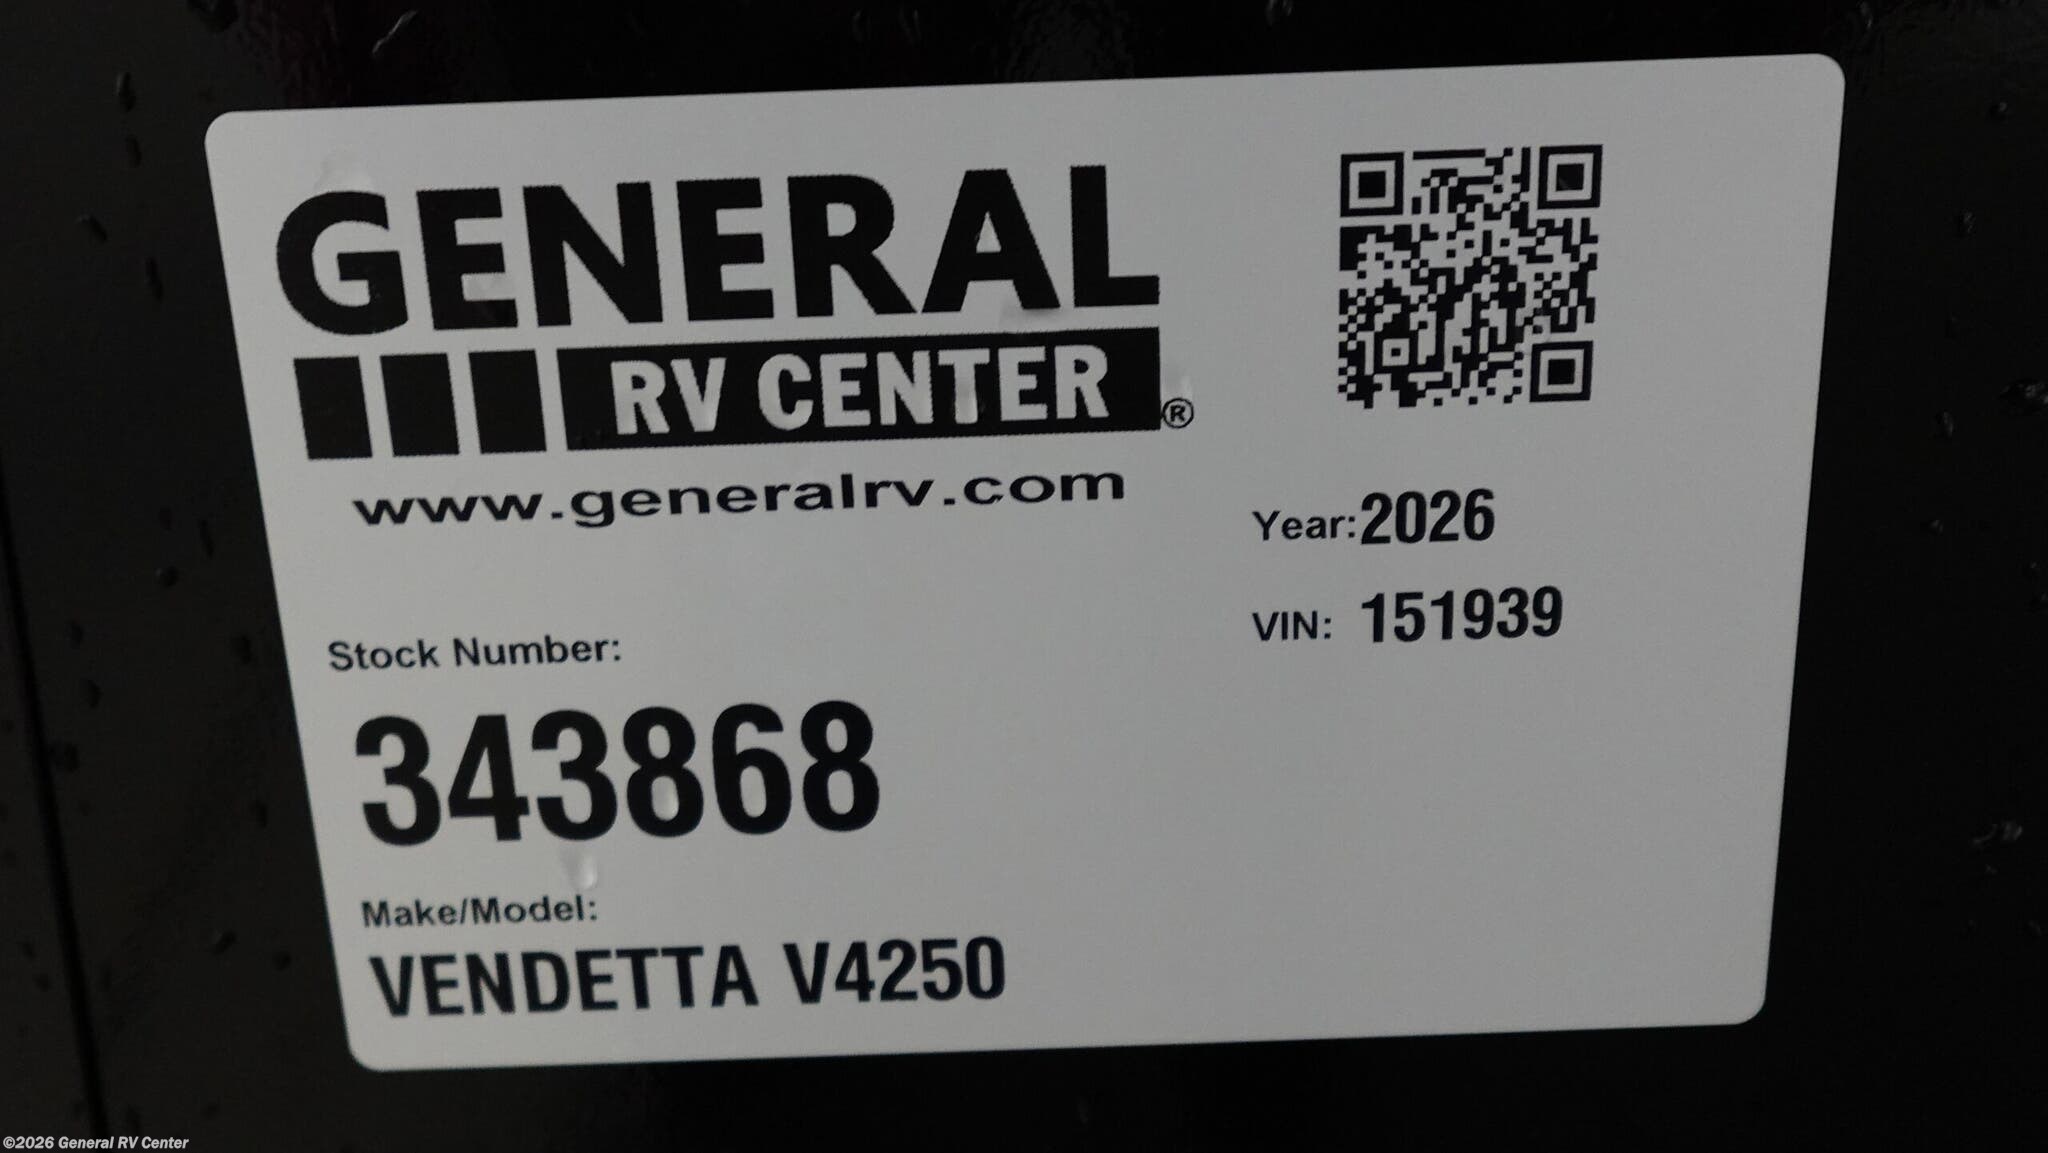 GENERAL
RV CENTER®
www.generalrv.com
Year: 2026
VIN: 151939
Stock Number:
343868
Make/Model:
VENDETTA V4250
©2026 General RV Center